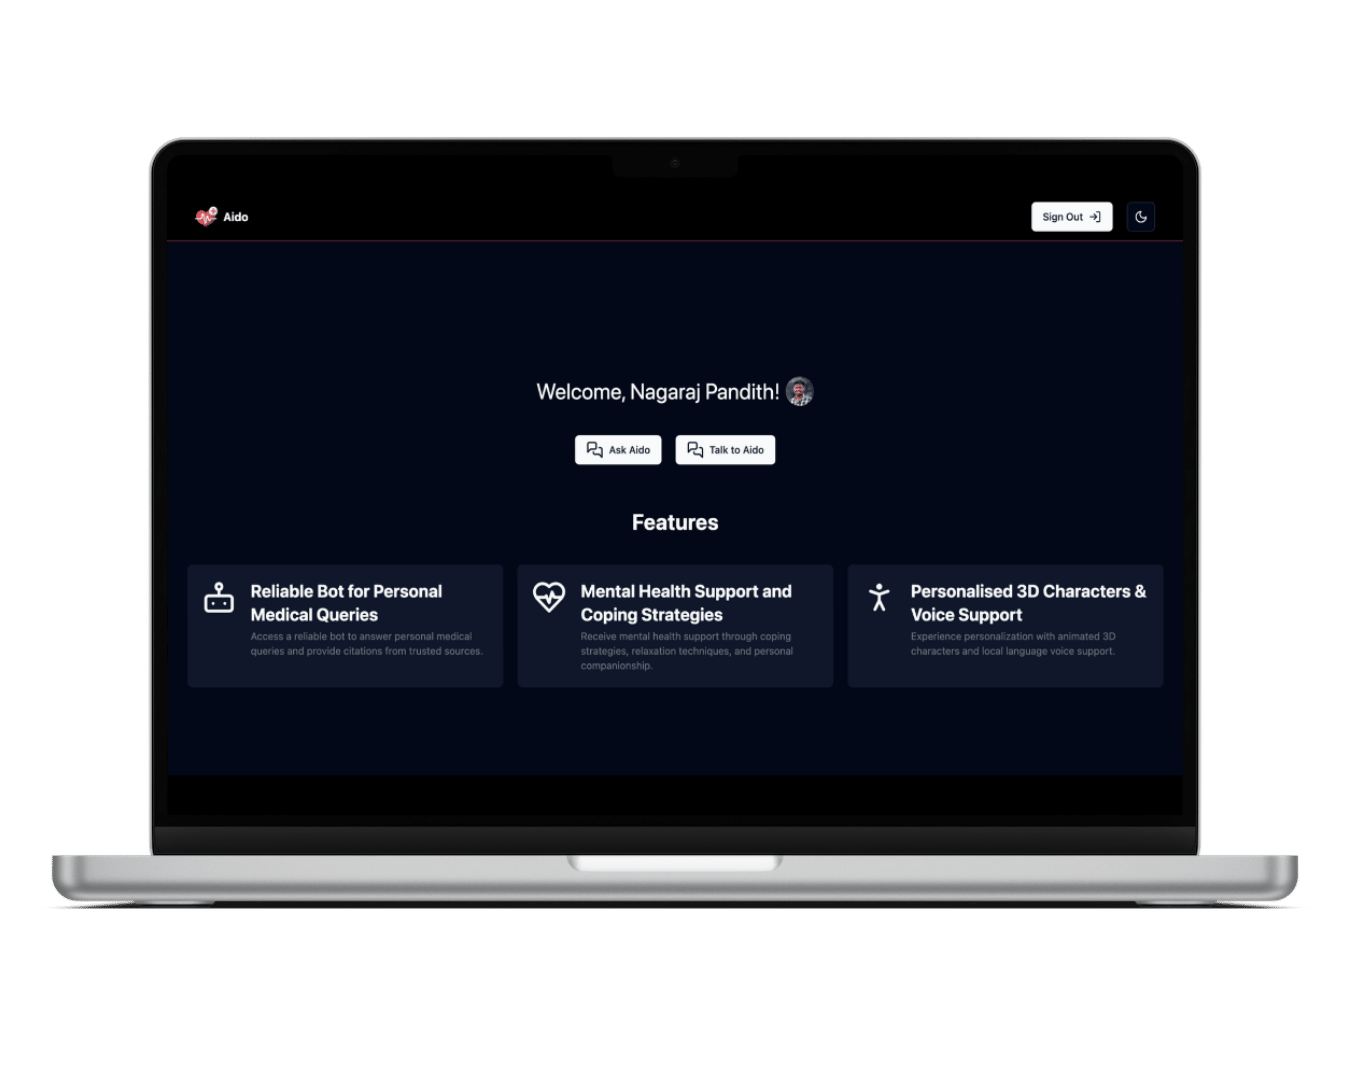 Aido
Sign Out
Welcome, Nagaraj Pandith!
Ask Aido
Talk to Aido
Features
Reliable Bot for Personal
Medical Queries
Access a reliable bot to answer personal medical
queries and provide citations from trusted sources.
Mental Health Support and
Coping Strategies
Receive mental health support through coping
strategies, relaxation techniques, and personal
companionship.
Personalised 3D Characters &
Voice Support
Experience personalization with animated 3D
characters and local language voice support.